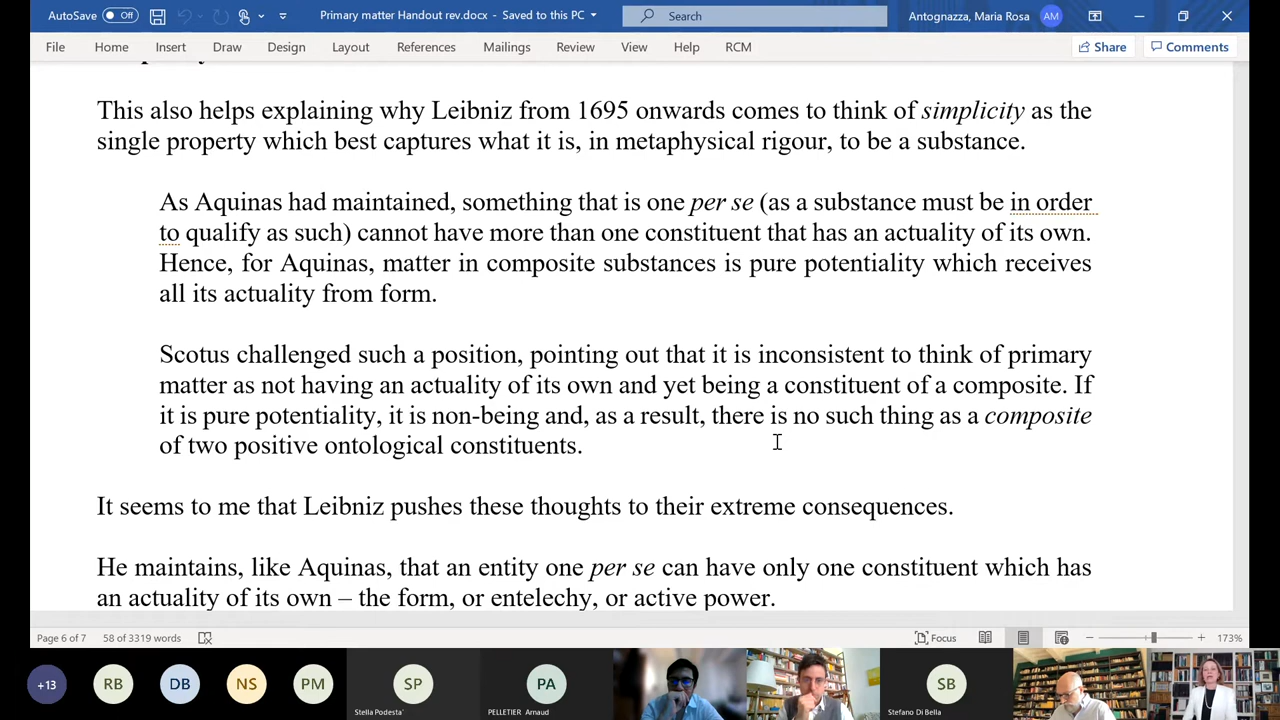 AutoSave Off Primary matter Handout rev.docx - Saved to this PC Search Antognazza, Maria Rosa AM
File Home Insert Draw Design Layout References Mailings Review View Help RCM Share Comments
This also helps explaining why Leibniz from 1695 onwards comes to think of simplicity as the
single property which best captures what it is, in metaphysical rigour, to be a substance.
As Aquinas had maintained, something that is one per se (as a substance must be in order
to qualify as such) cannot have more than one constituent that has an actuality of its own.
Hence, for Aquinas, matter in composite substances is pure potentiality which receives
all its actuality from form.
Scotus challenged such a position, pointing out that it is inconsistent to think of primary
matter as not having an actuality of its own and yet being a constituent of a composite. If
it is pure potentiality, it is non-being and, as a result, there is no such thing as a composite
of two positive ontological constituents.
It seems to me that Leibniz pushes these thoughts to their extreme consequences.
He maintains, like Aquinas, that an entity one per se can have only one constituent which has
an actuality of its own – the form, or entelechy, or active power.
Page 6 of 7 58 of 3319 words Focus 173%
+13 RB DB NS PM SP PA SB
Stella Podesta' PELLETIER Arnaud Stefano Di Bella